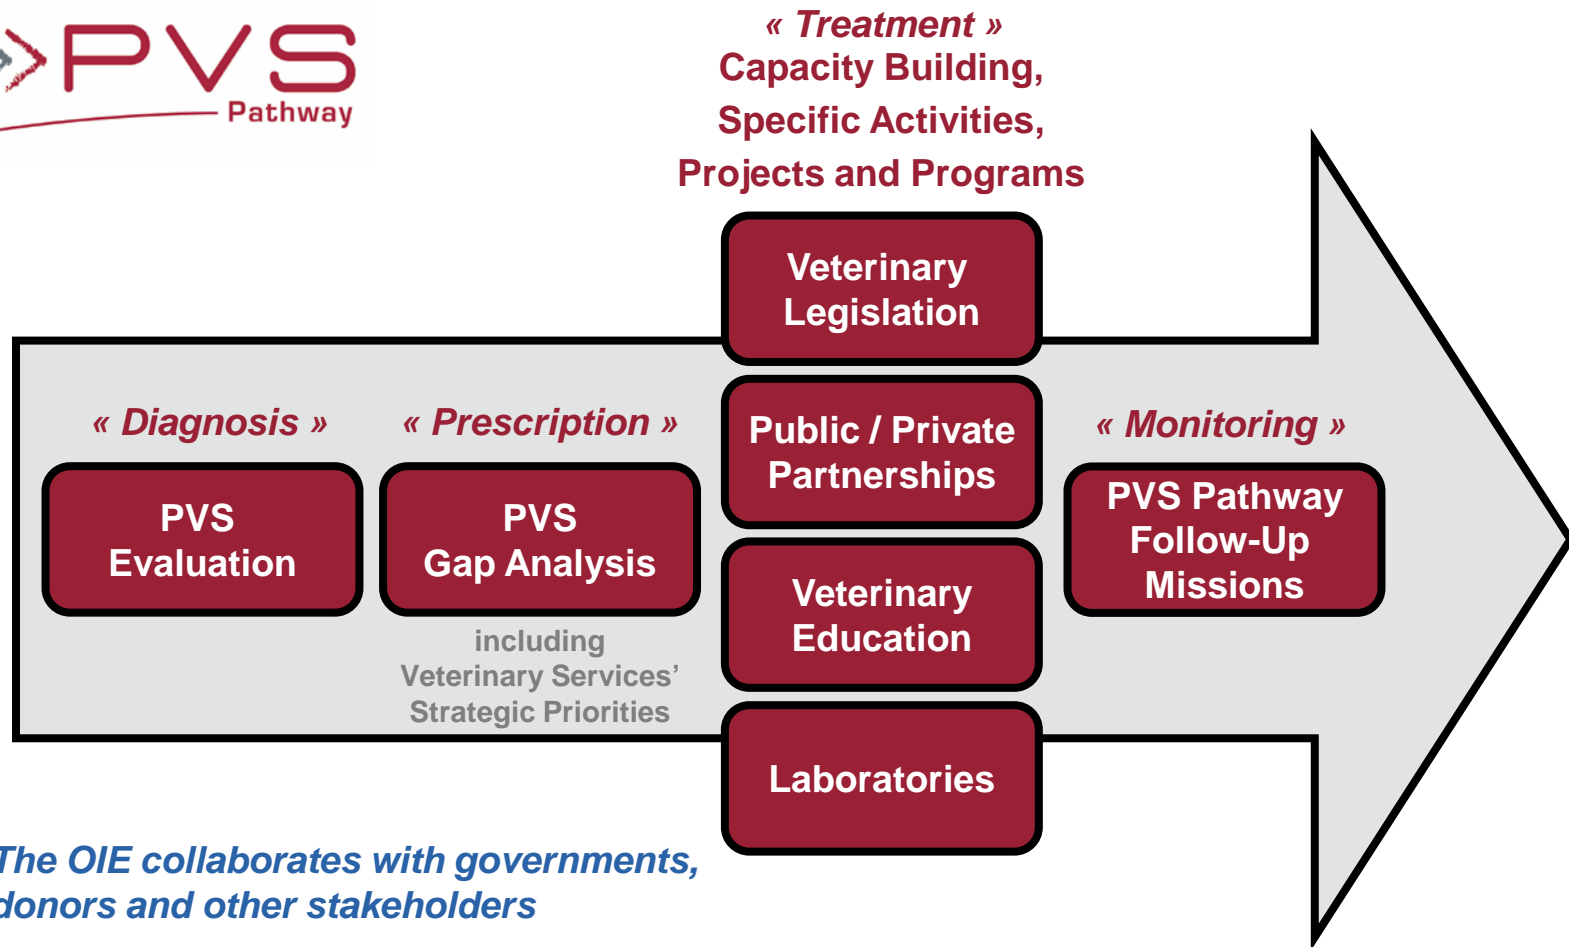 PVS
Pathway
« Treatment »
Capacity Building,
Specific Activities,
Projects and Programs
« Diagnosis »
PVS
Evaluation
« Prescription »
PVS
Gap Analysis
including
Veterinary Services’
Strategic Priorities
Veterinary
Legislation
Public / Private
Partnerships
Veterinary
Education
Laboratories
« Monitoring »
PVS Pathway
Follow-Up
Missions
The OIE collaborates with governments,
donors and other stakeholders